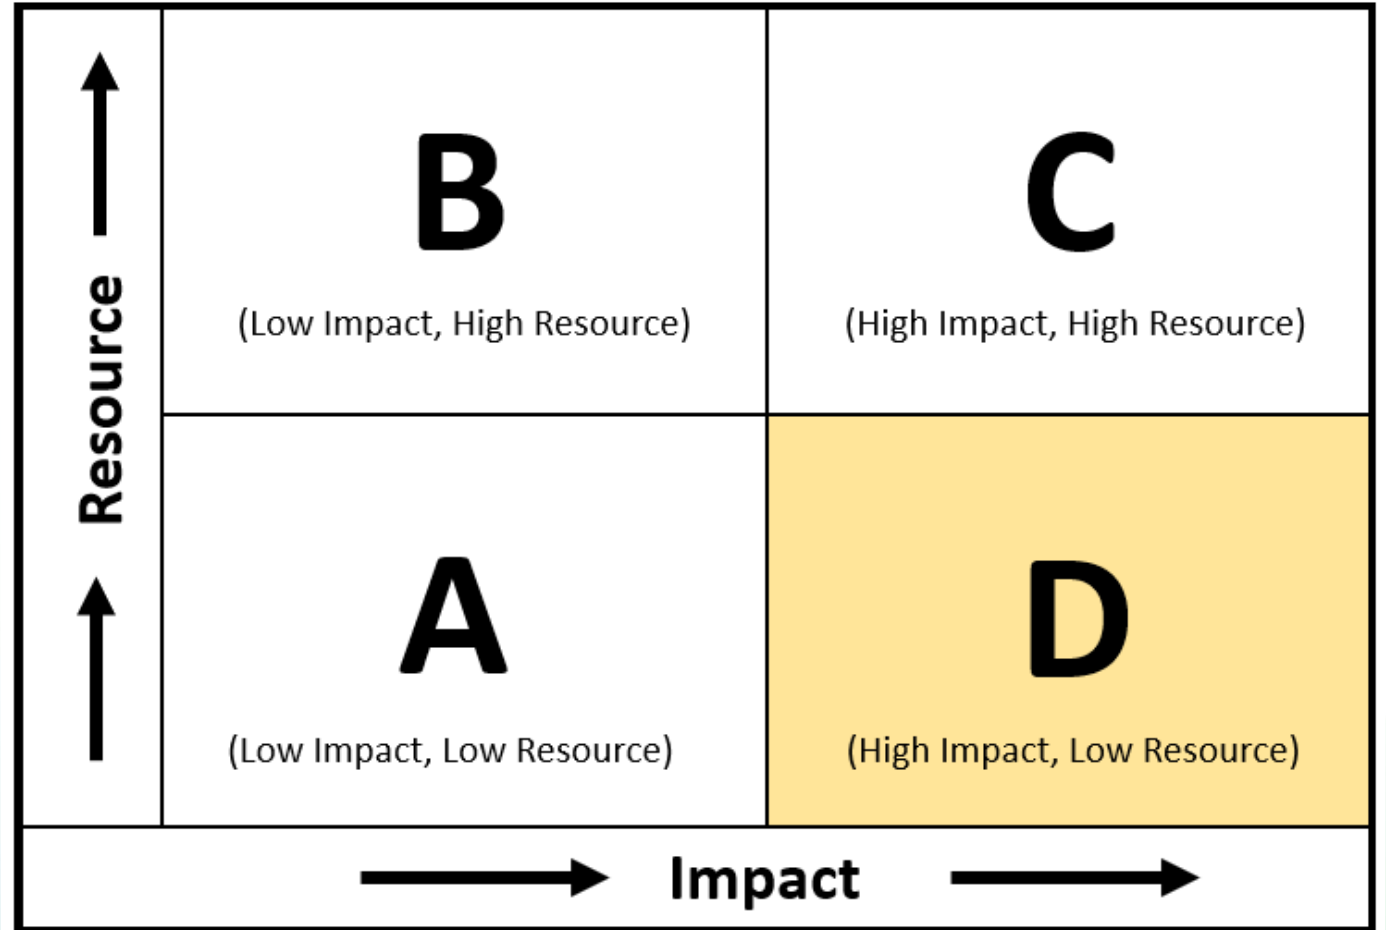 B
(Low Impact, High Resource)
C
(High Impact, High Resource)
Resource
A
(Low Impact, Low Resource)
D
(High Impact, Low Resource)
Impact